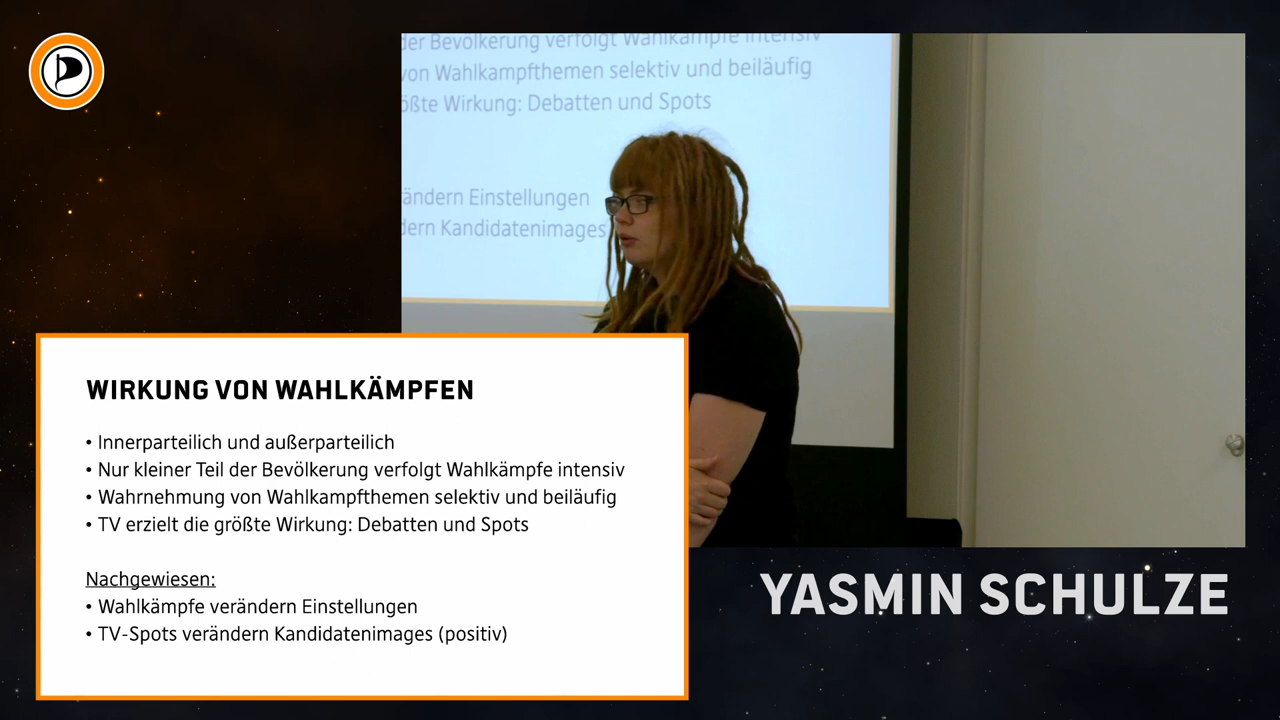 der Bevölkerung verfolgt Wahlkämpfe intensiv
von Wahlkampfthemen selektiv und beiläufig
ößte Wirkung: Debatten und Spots
ändern Einstellungen
dern Kandidatenimages
WIRKUNG VON WAHLKÄMPFEN
• Innerparteilich und außerparteilich
• Nur kleiner Teil der Bevölkerung verfolgt Wahlkämpfe intensiv
• Wahrnehmung von Wahlkampfthemen selektiv und beiläufig
• TV erzielt die größte Wirkung: Debatten und Spots
Nachgewiesen:
• Wahlkämpfe verändern Einstellungen
• TV-Spots verändern Kandidatenimages (positiv)
YASMIN SCHULZE